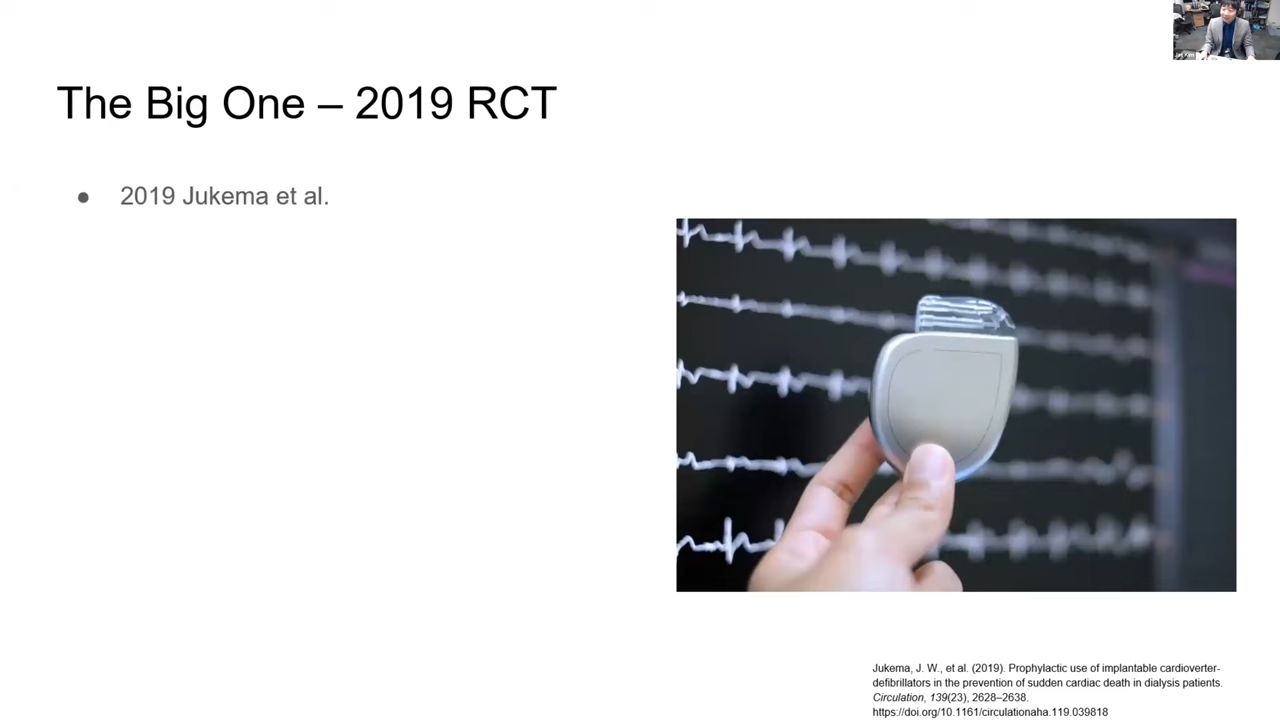 The Big One – 2019 RCT
● 2019 Jukema et al.
Jukema, J. W., et al. (2019). Prophylactic use of implantable cardioverter-
defibrillators in the prevention of sudden cardiac death in dialysis patients.
Circulation, 139(23), 2628–2638.
https://doi.org/10.1161/circulationaha.119.039818